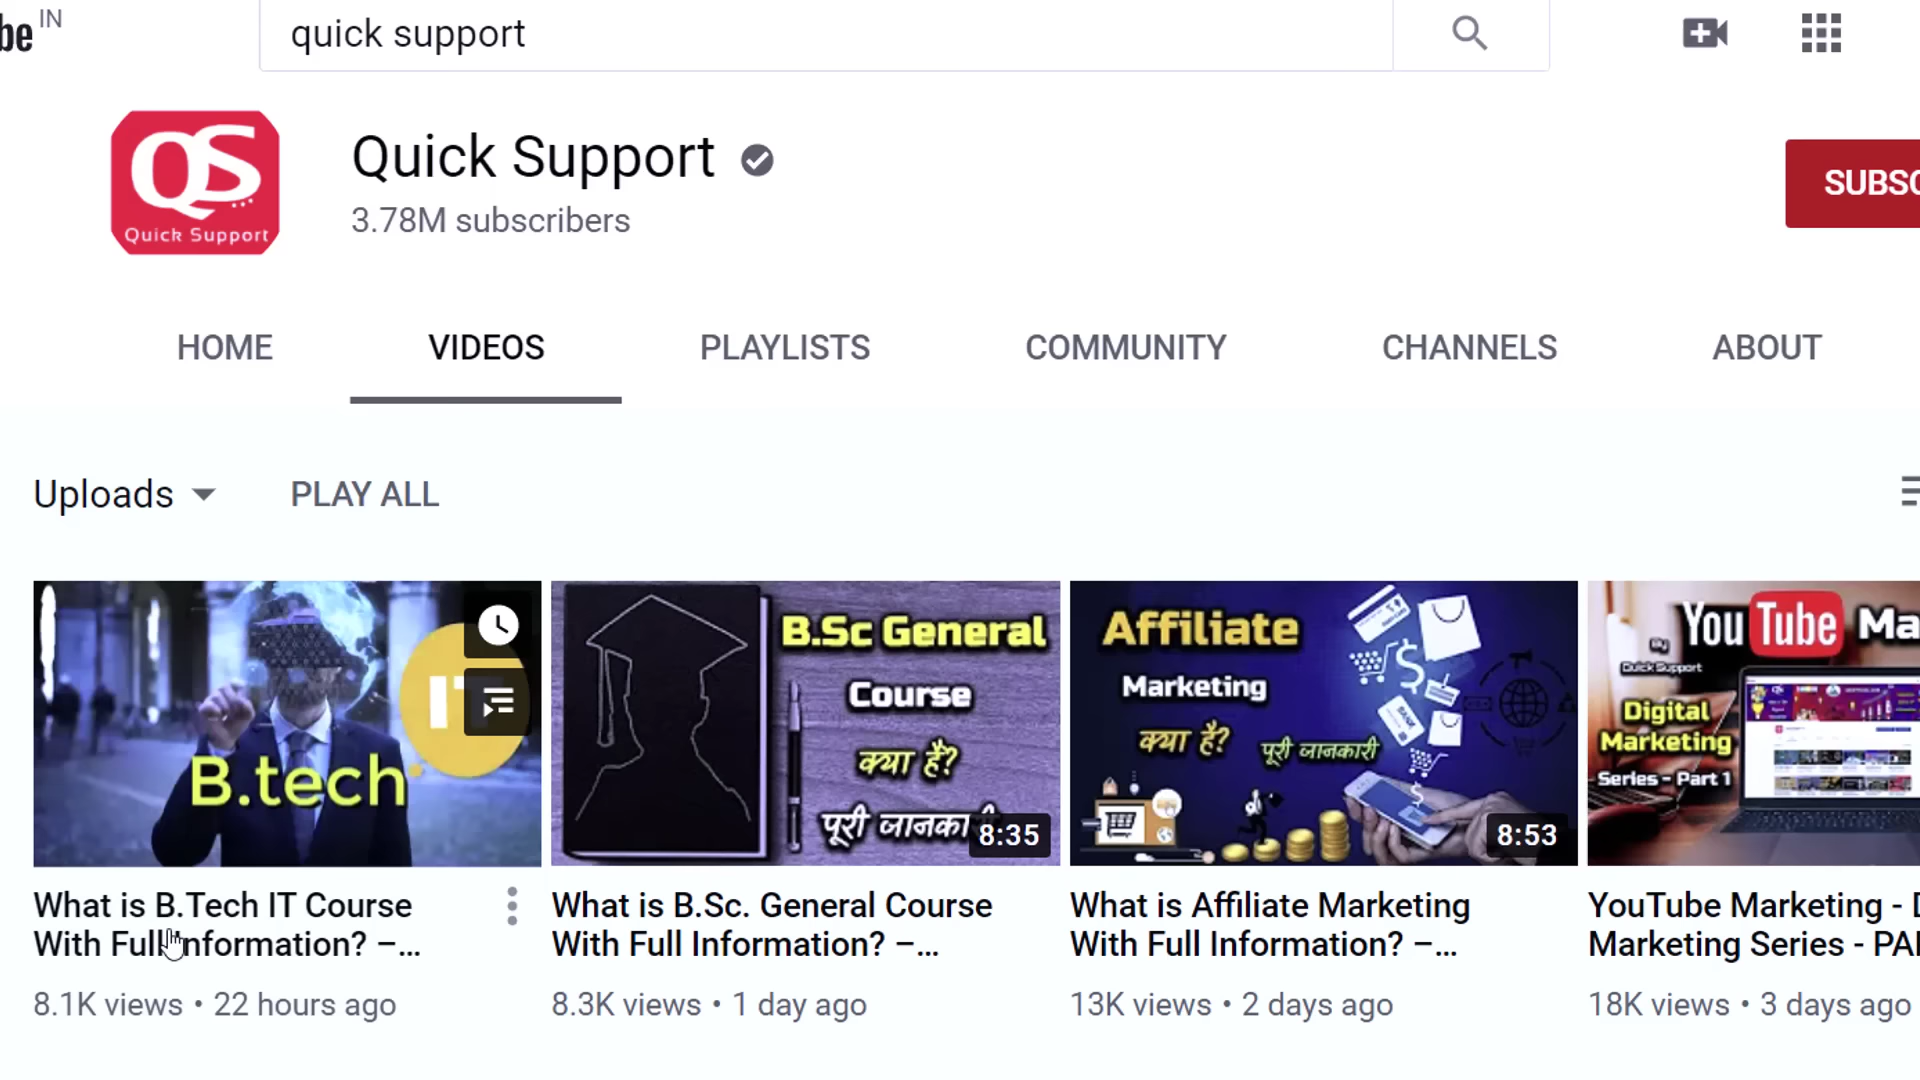 be IN
quick support
QS
Quick Support
Quick Support
3.78M subscribers
SUBSC
HOME VIDEOS PLAYLISTS COMMUNITY CHANNELS ABOUT
Uploads PLAY ALL
IT
B.tech
B.Sc General
Course
क्या है?
पूरी
8:35
Affiliate
Marketing
क्या है?
पूरी जानकारी
8:53
You Tube Ma
By
Quick Support
Digital
Marketing
Series - Part 1
What is B.Tech IT Course
With Full Information? –...
8.1K views • 22 hours ago
What is B.Sc. General Course
With Full Information? –...
8.3K views • 1 day ago
What is Affiliate Marketing
With Full Information? –...
13K views • 2 days ago
YouTube Marketing - D
Marketing Series - PA
18K views • 3 days ago